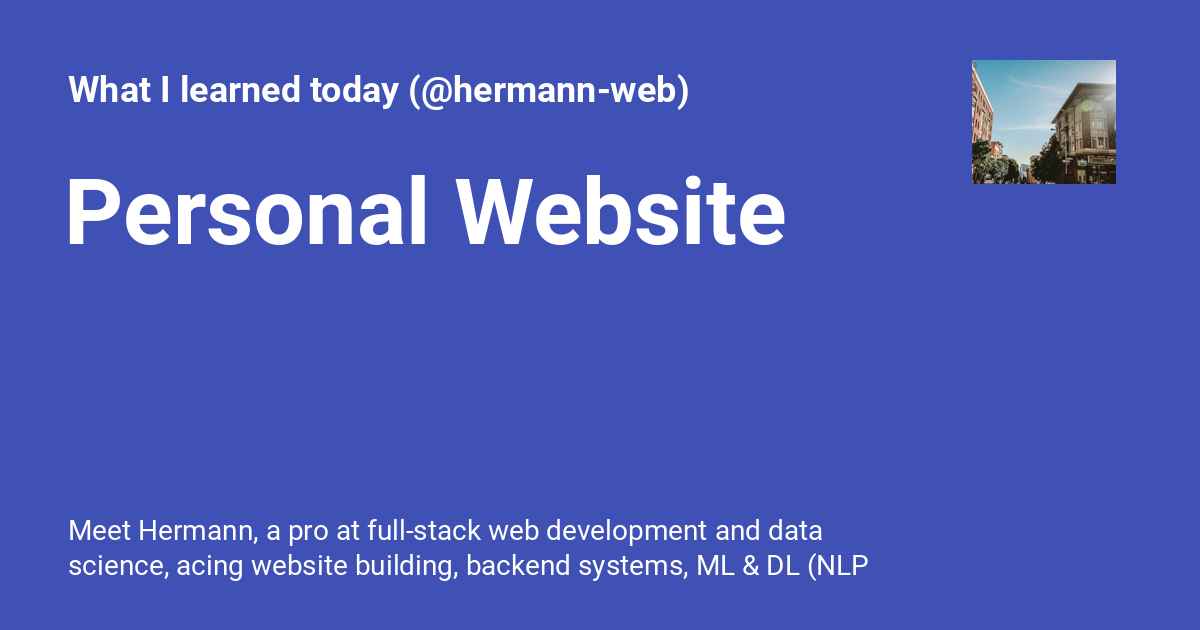 What I learned today (@hermann-web)
Personal Website
Meet Hermann, a pro at full-stack web development and data
science, acing website building, backend systems, ML & DL (NLP